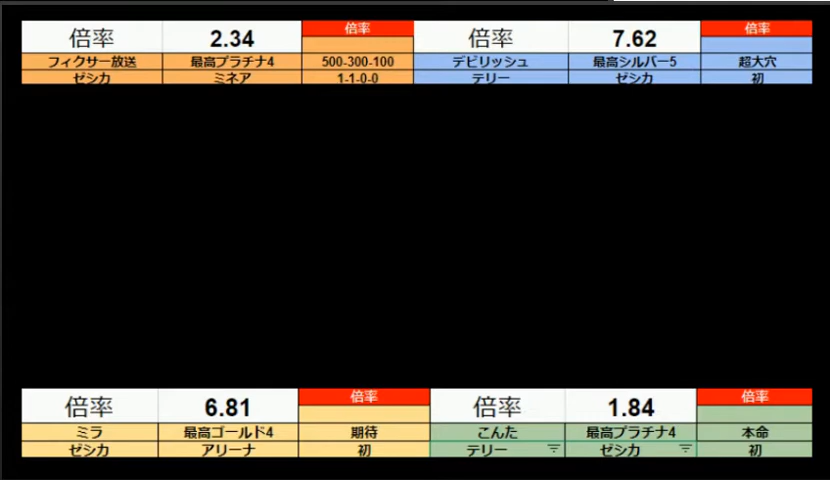 倍率 2.34 倍率
フィクサー放送 最高プラチナ4 500-300-100
ゼシカ ミネア 1-1-0-0
倍率 7.62 倍率
デビリッシュ 最高シルバー5 超大穴
テリー ゼシカ 初
倍率 6.81 倍率
ミラ 最高ゴールド4 期待
ゼシカ アリーナ 初
倍率 1.84 倍率
こんた 最高プラチナ4 本命
テリー ゼシカ 初